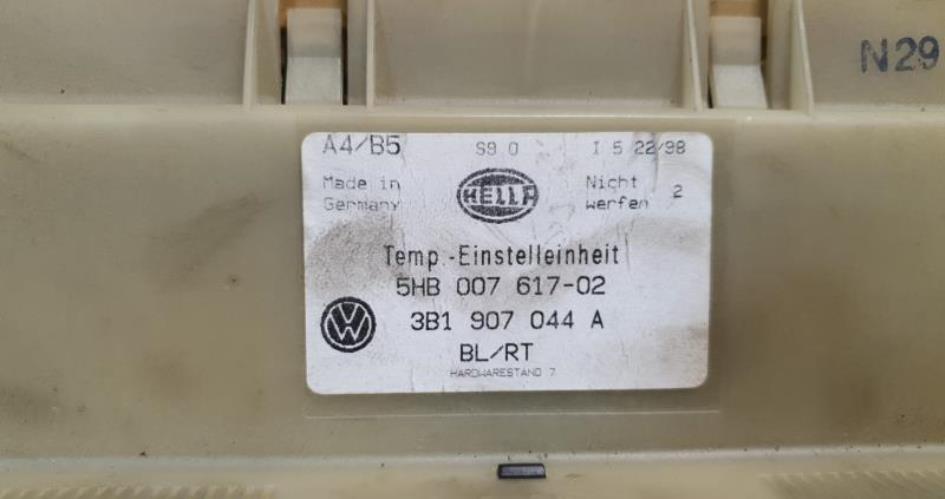 N29
A4/B5 S9 0 I 5 22/98
Made in Germany
HELLA
Nicht werfen 2
Temp.-Einstelleinheit
5HB 007 617-02
VW 3B1 907 044 A
BL/RT
HARDWARESTAND 7